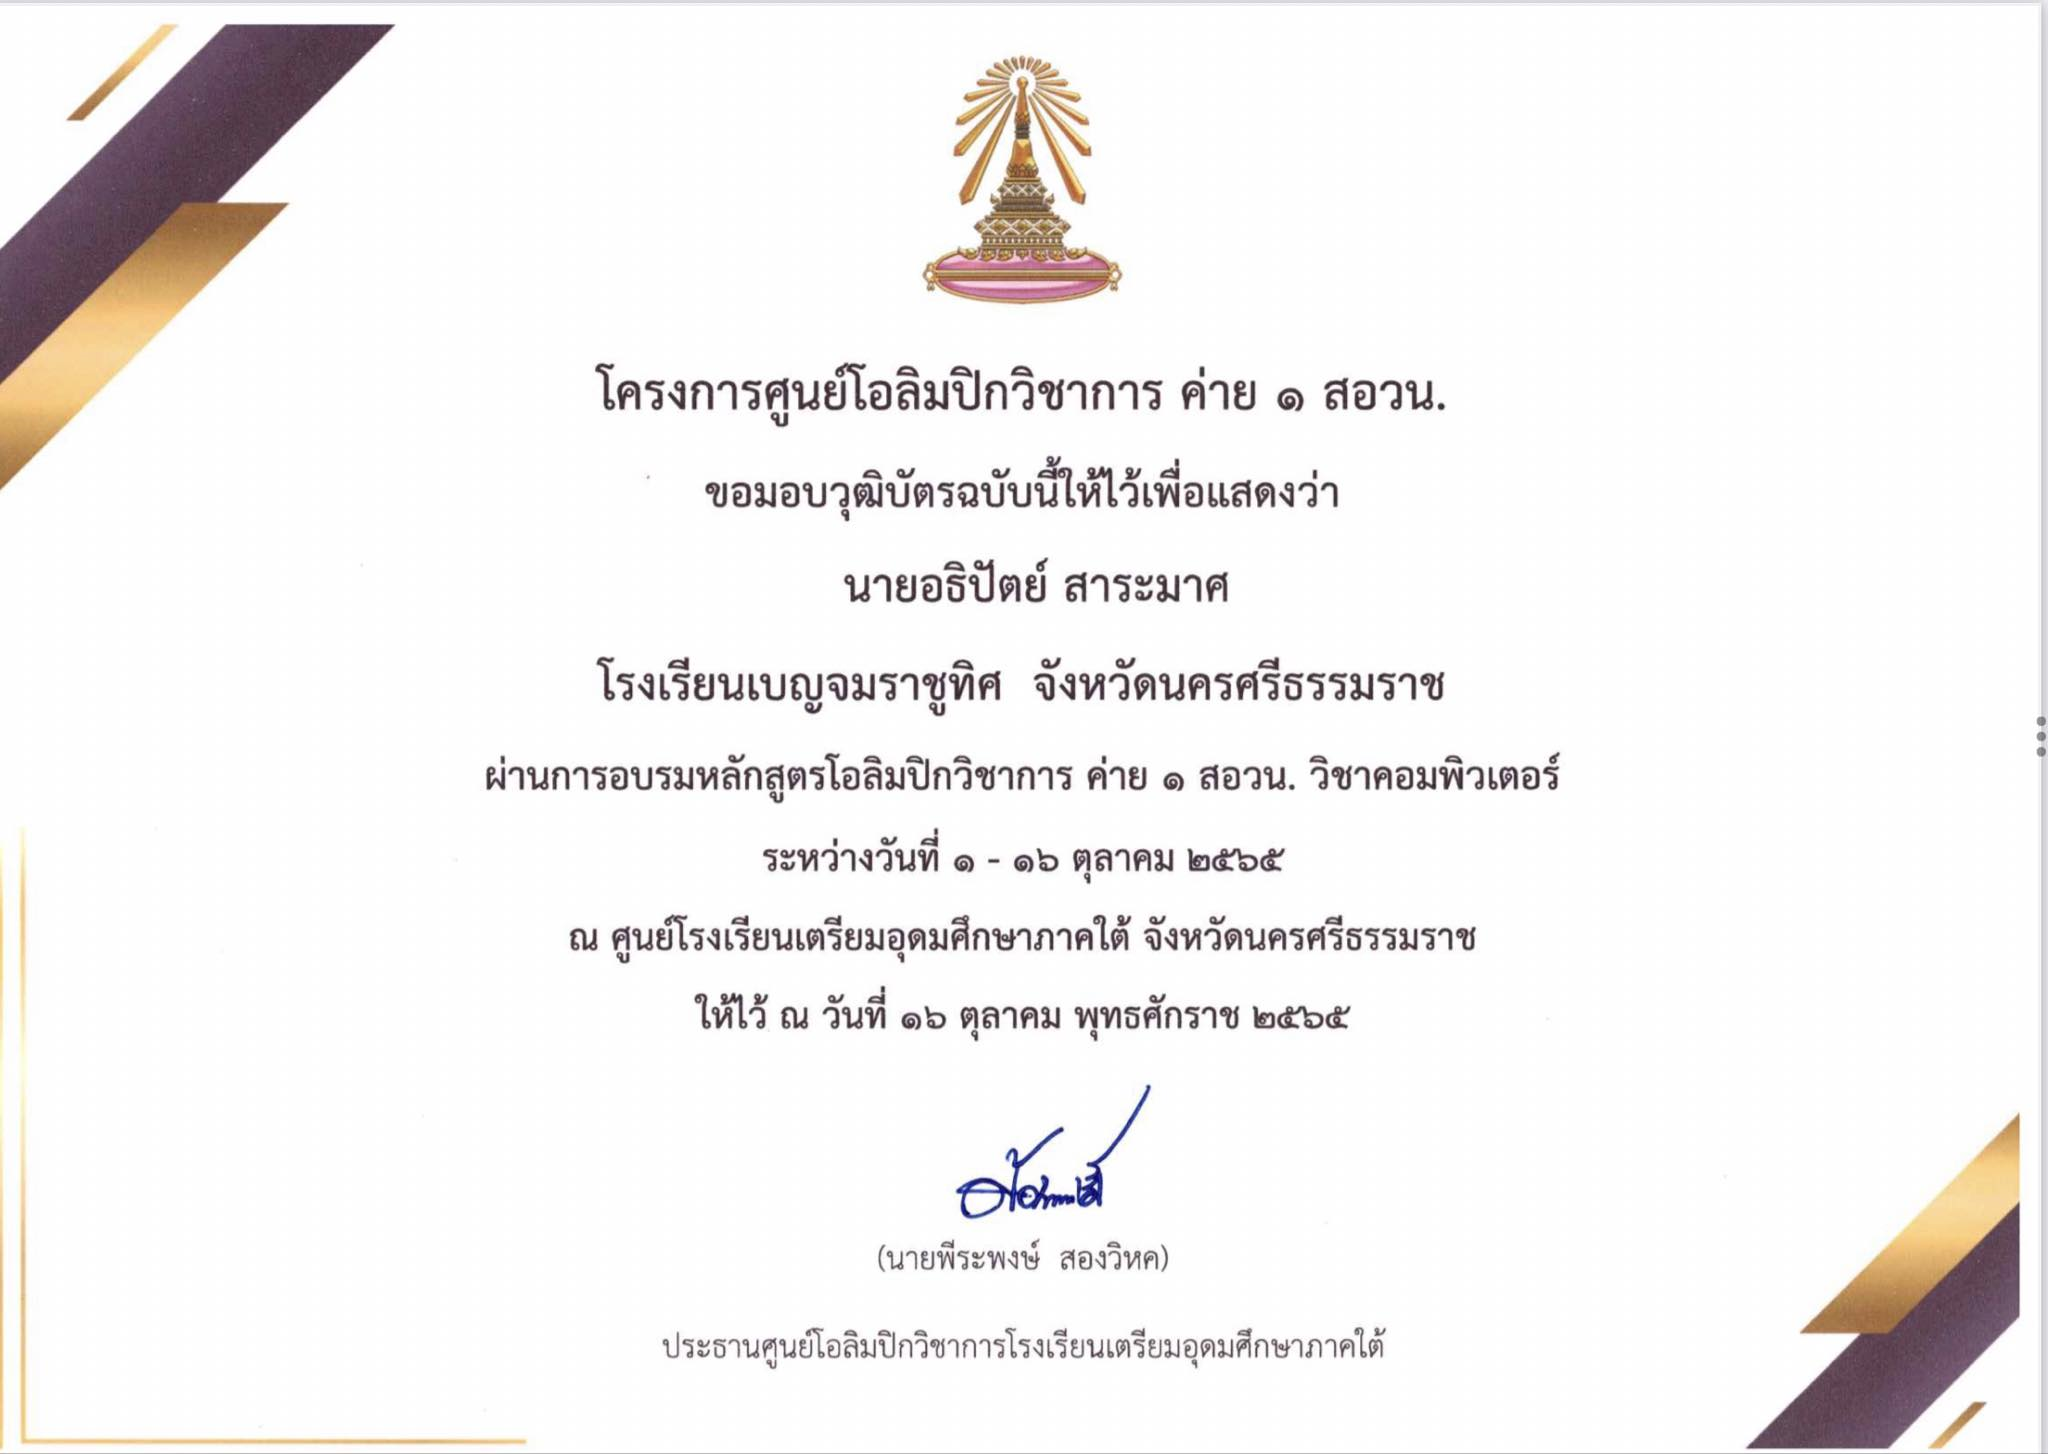 โครงการศูนย์โอลิมปิกวิชาการ ค่าย ๑ สอวน.
ขอมอบวุฒิบัตรฉบับนี้ให้ไว้เพื่อแสดงว่า
นายอธิปัตย์ สาระมาศ
โรงเรียนเบญจมราชูทิศ จังหวัดนครศรีธรรมราช
ผ่านการอบรมหลักสูตรโอลิมปิกวิชาการ ค่าย ๑ สอวน. วิชาคอมพิวเตอร์
ระหว่างวันที่ ๑ - ๑๖ ตุลาคม ๒๕๖๕
ณ ศูนย์โรงเรียนเตรียมอุดมศึกษาภาคใต้ จังหวัดนครศรีธรรมราช
ให้ไว้ ณ วันที่ ๑๖ ตุลาคม พุทธศักราช ๒๕๖๕
(นายพีระพงษ์ สองวิหค)
ประธานศูนย์โอลิมปิกวิชาการโรงเรียนเตรียมอุดมศึกษาภาคใต้